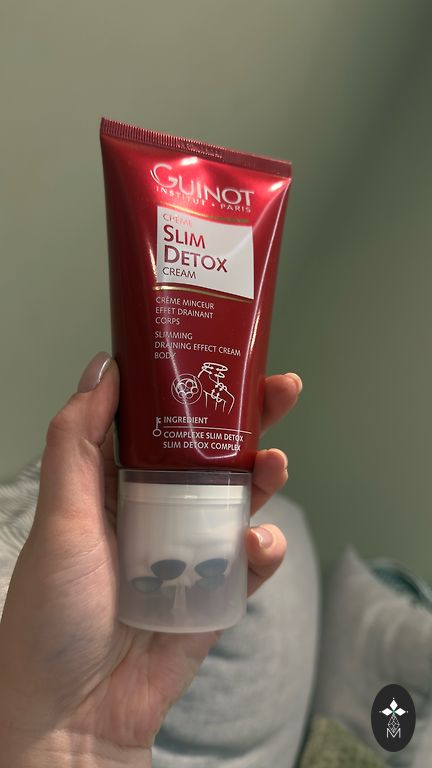 GUINOT
INSTITUT • PARIS
CRÈME
SLIM
DETOX
CREAM
CRÈME MINCEUR
EFFET DRAINANT
CORPS
SLIMMING
DRAINING EFFECT CREAM
BODY
INGREDIENT
COMPLEXE SLIM DETOX
SLIM DETOX COMPLEX
M